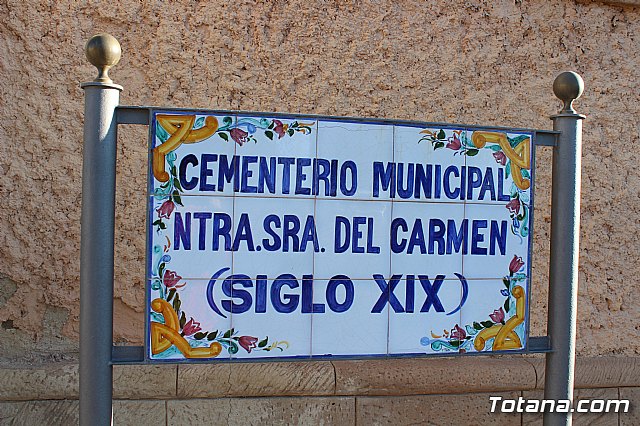 CEMENTERIO MUNICIPAL
NTRA.SRA. DEL CARMEN
(SIGLO XIX)
Totana.com